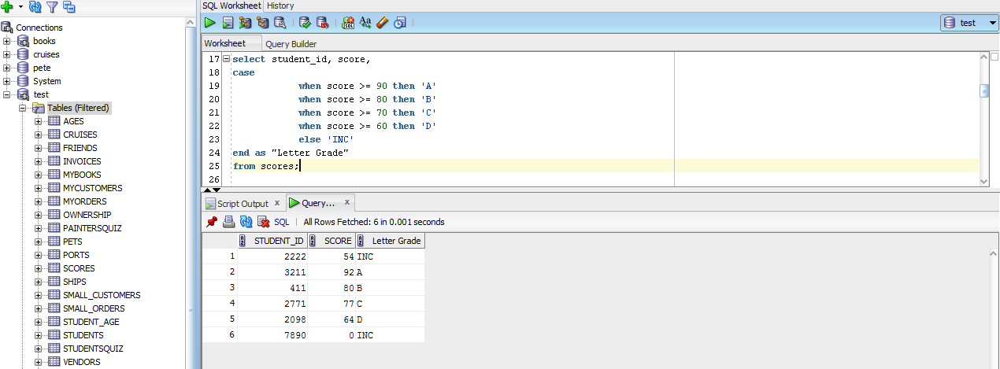 SQL Worksheet History
Connections
books
cruises
pete
System
test
Tables (Filtered)
AGES
CRUISES
FRIENDS
INVOICES
MYBOOKS
MYCUSTOMERS
MYORDERS
OWNERSHIP
PAINTERSQUIZ
PETS
PORTS
SCORES
SHIPS
SMALL_CUSTOMERS
SMALL_ORDERS
STUDENT_AGE
STUDENTS
STUDENTSQUIZ
VENDORS
SQL Aa test
Worksheet Query Builder
17 select student_id, score,
18 case
19 when score >= 90 then 'A'
20 when score >= 80 then 'B'
21 when score >= 70 then 'C'
22 when score >= 60 then 'D'
23 else 'INC'
24 end as "Letter Grade"
25 from scores;
26
Script Output x Query... x
SQL | All Rows Fetched: 6 in 0.001 seconds
STUDENT_ID SCORE Letter Grade
1 2222 54 INC
2 3211 92 A
3 411 80 B
4 2771 77 C
5 2098 64 D
6 7890 0 INC